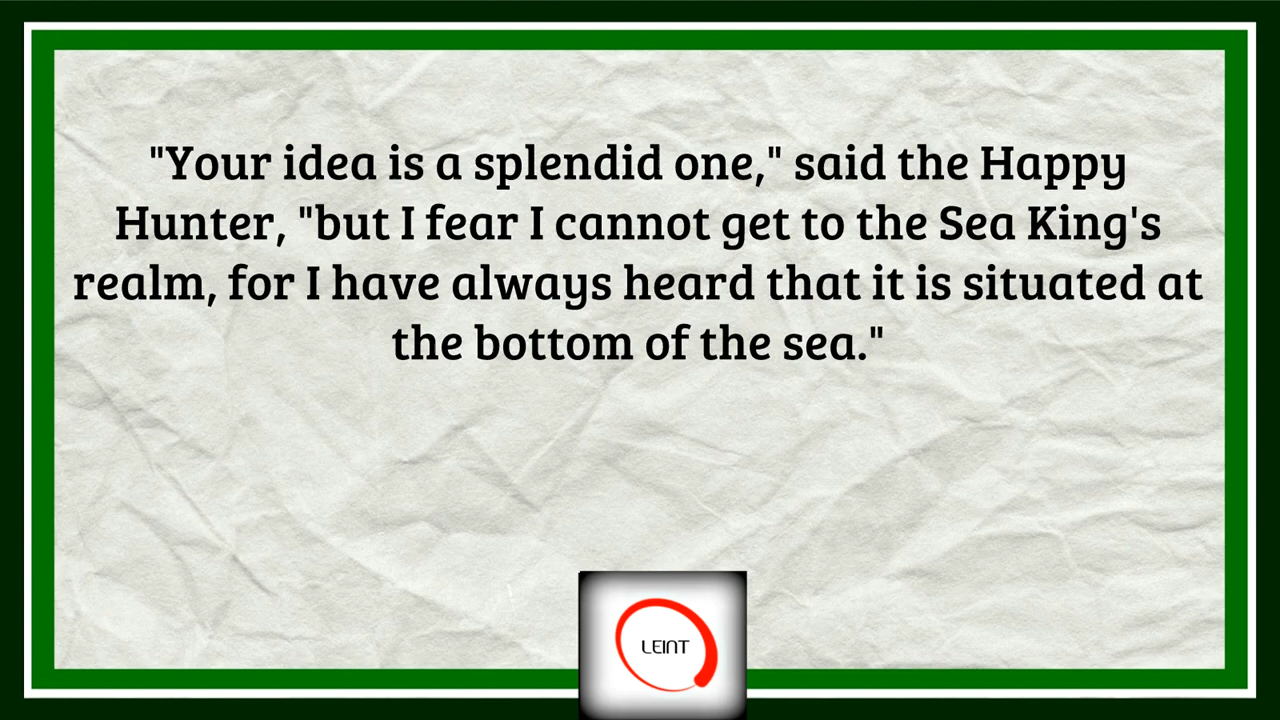 "Your idea is a splendid one," said the Happy
Hunter, "but I fear I cannot get to the Sea King's
realm, for I have always heard that it is situated at
the bottom of the sea."
LEINT